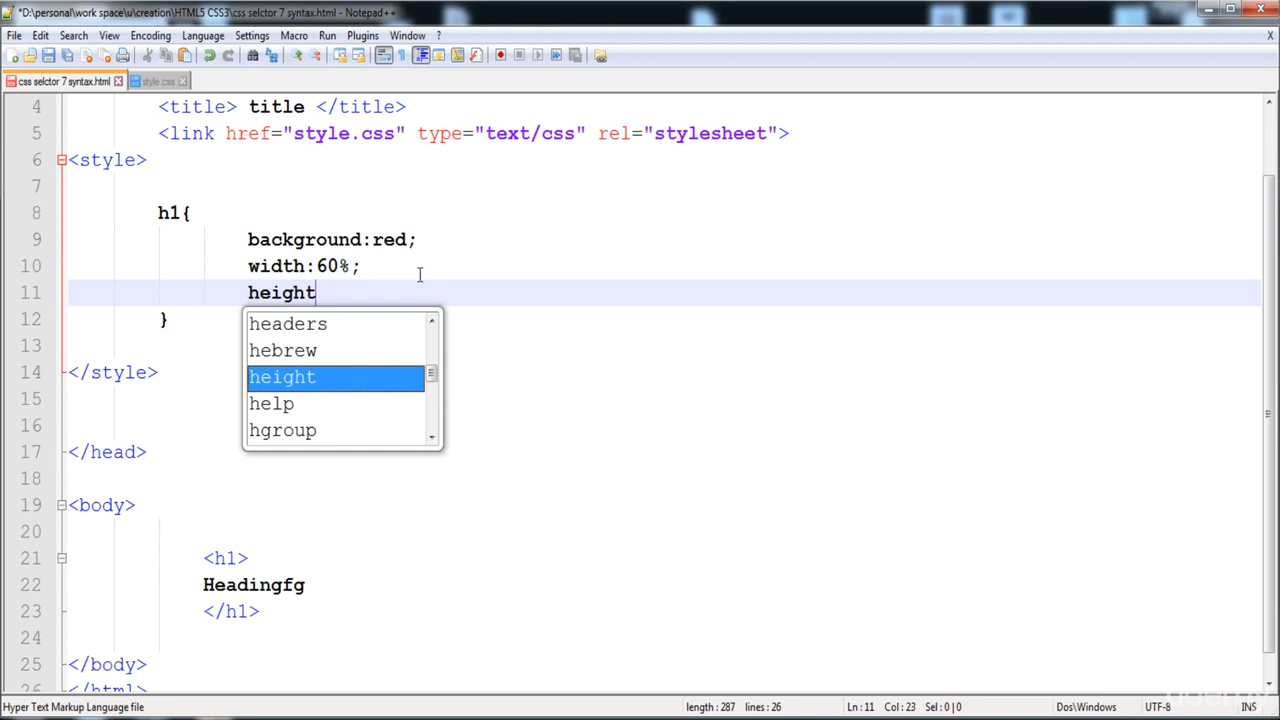 *D:\personal\work space\u\creation\HTML5 CSS3\css selctor 7 syntax.html - Notepad++
File Edit Search View Encoding Language Settings Macro Run Plugins Window ? X
css selctor 7 syntax.html style.css
4 <title> title </title>
5 <link href="style.css" type="text/css" rel="stylesheet">
6 <style>
7
8 h1{
9 background:red;
10 width:60%;
11 height
12 }
headers
13
hebrew
14 </style>
height
15
help
16
hgroup
17 </head>
18
19 <body>
20
21 <h1>
22 Headingfg
23 </h1>
24
25 </body>
26 </html>
Hyper Text Markup Language file length : 287 lines : 26 Ln : 11 Col : 23 Sel : 0 | 0 Dos\Windows UTF-8 INS
udemy